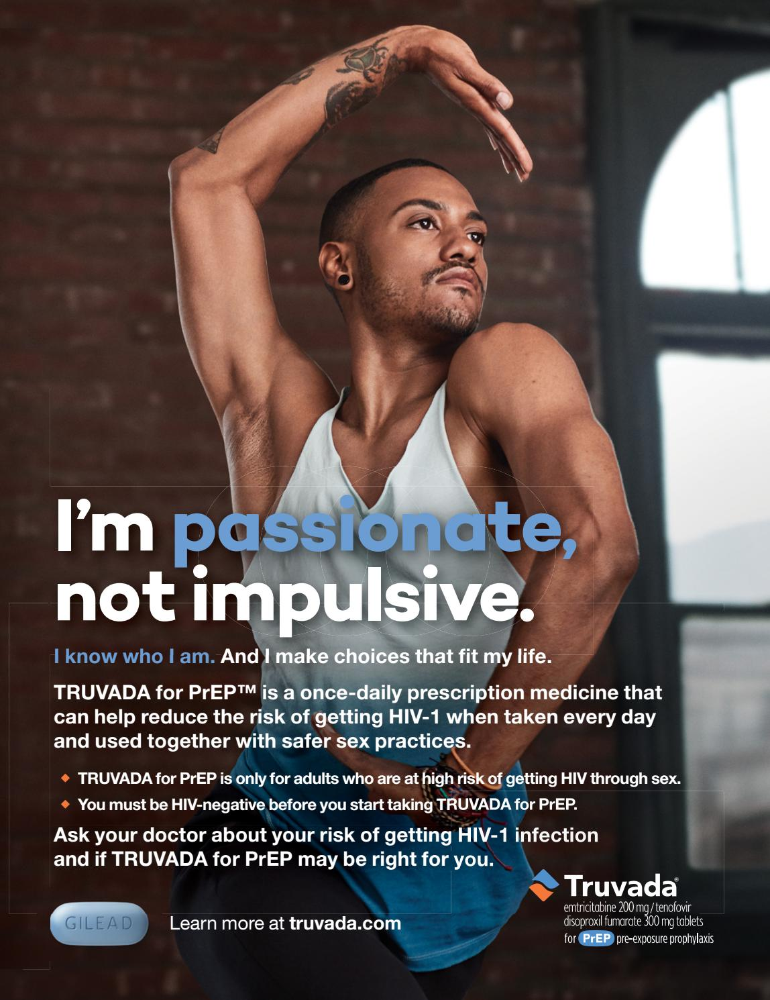 I'm passionate,
not impulsive.
I know who I am. And I make choices that fit my life.
TRUVADA for PrEP™ is a once-daily prescription medicine that
can help reduce the risk of getting HIV-1 when taken every day
and used together with safer sex practices.
◆ TRUVADA for PrEP is only for adults who are at high risk of getting HIV through sex.
◆ You must be HIV-negative before you start taking TRUVADA for PrEP.
Ask your doctor about your risk of getting HIV-1 infection
and if TRUVADA for PrEP may be right for you.
GILEAD
Learn more at truvada.com
Truvada®
emtricitabine 200 mg/tenofovir
disoproxil fumarate 300 mg tablets
for PrEP pre-exposure prophylaxis